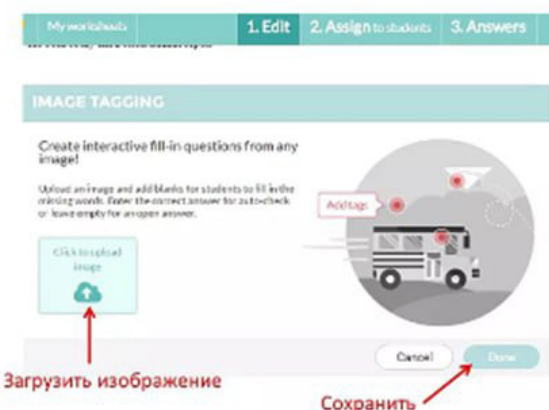 My worksheets 1. Edit 2. Assign to students 3. Answers
IMAGE TAGGING
Create interactive fill-in questions from any
image!
Upload an image and add blanks for students to fill in the
missing words. Enter the correct answer for auto-check
or leave empty for an open answer.
Add tags
Click to upload
image
Cancel Done
Загрузить изображение
Сохранить